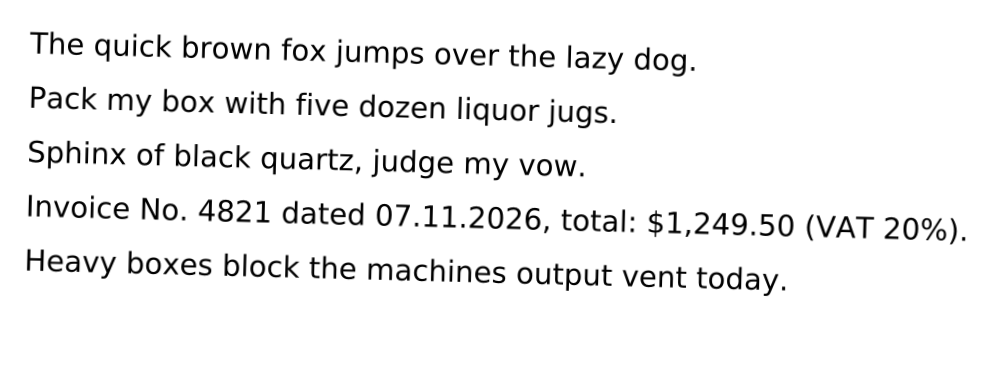 The quick brown fox jumps over the lazy dog.
Pack my box with five dozen liquor jugs.
Sphinx of black quartz, judge my vow.
Invoice No. 4821 dated 07.11.2026, total: $1,249.50 (VAT 20%).
Heavy boxes block the machines output vent today.